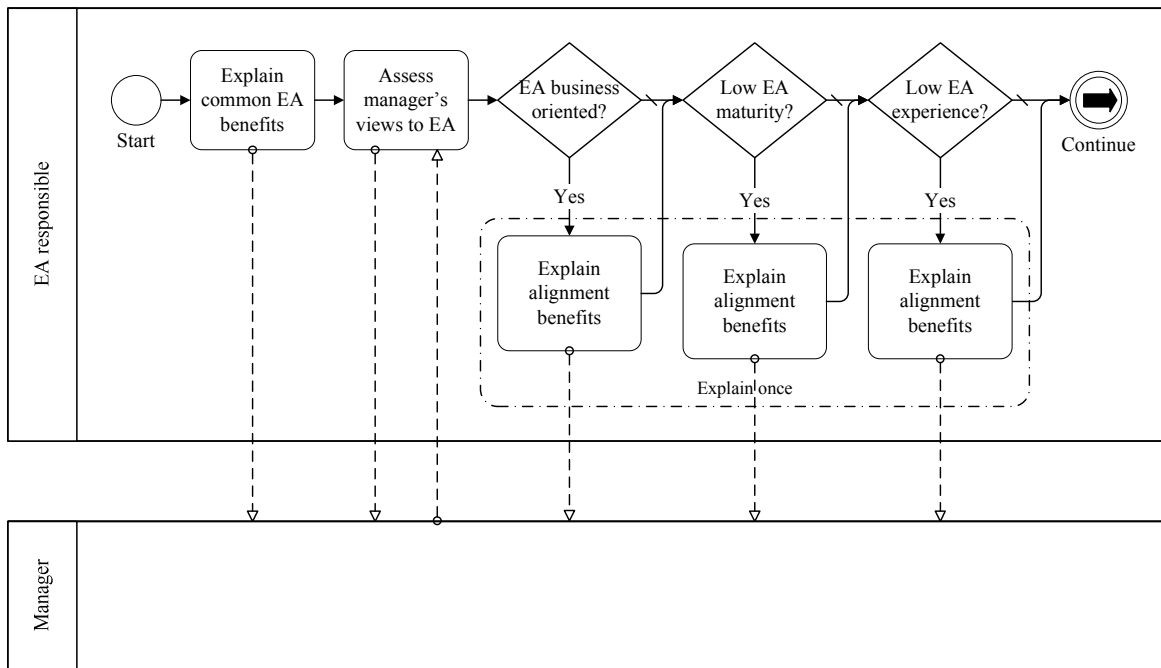 EA responsible
Start
Explain
common EA
benefits
Assess
manager's
views to EA
EA business
oriented?
Low EA
maturity?
Low EA
experience?
Continue
Yes
Yes
Yes
Explain
alignment
benefits
Explain
alignment
benefits
Explain
alignment
benefits
Explain once
Manager